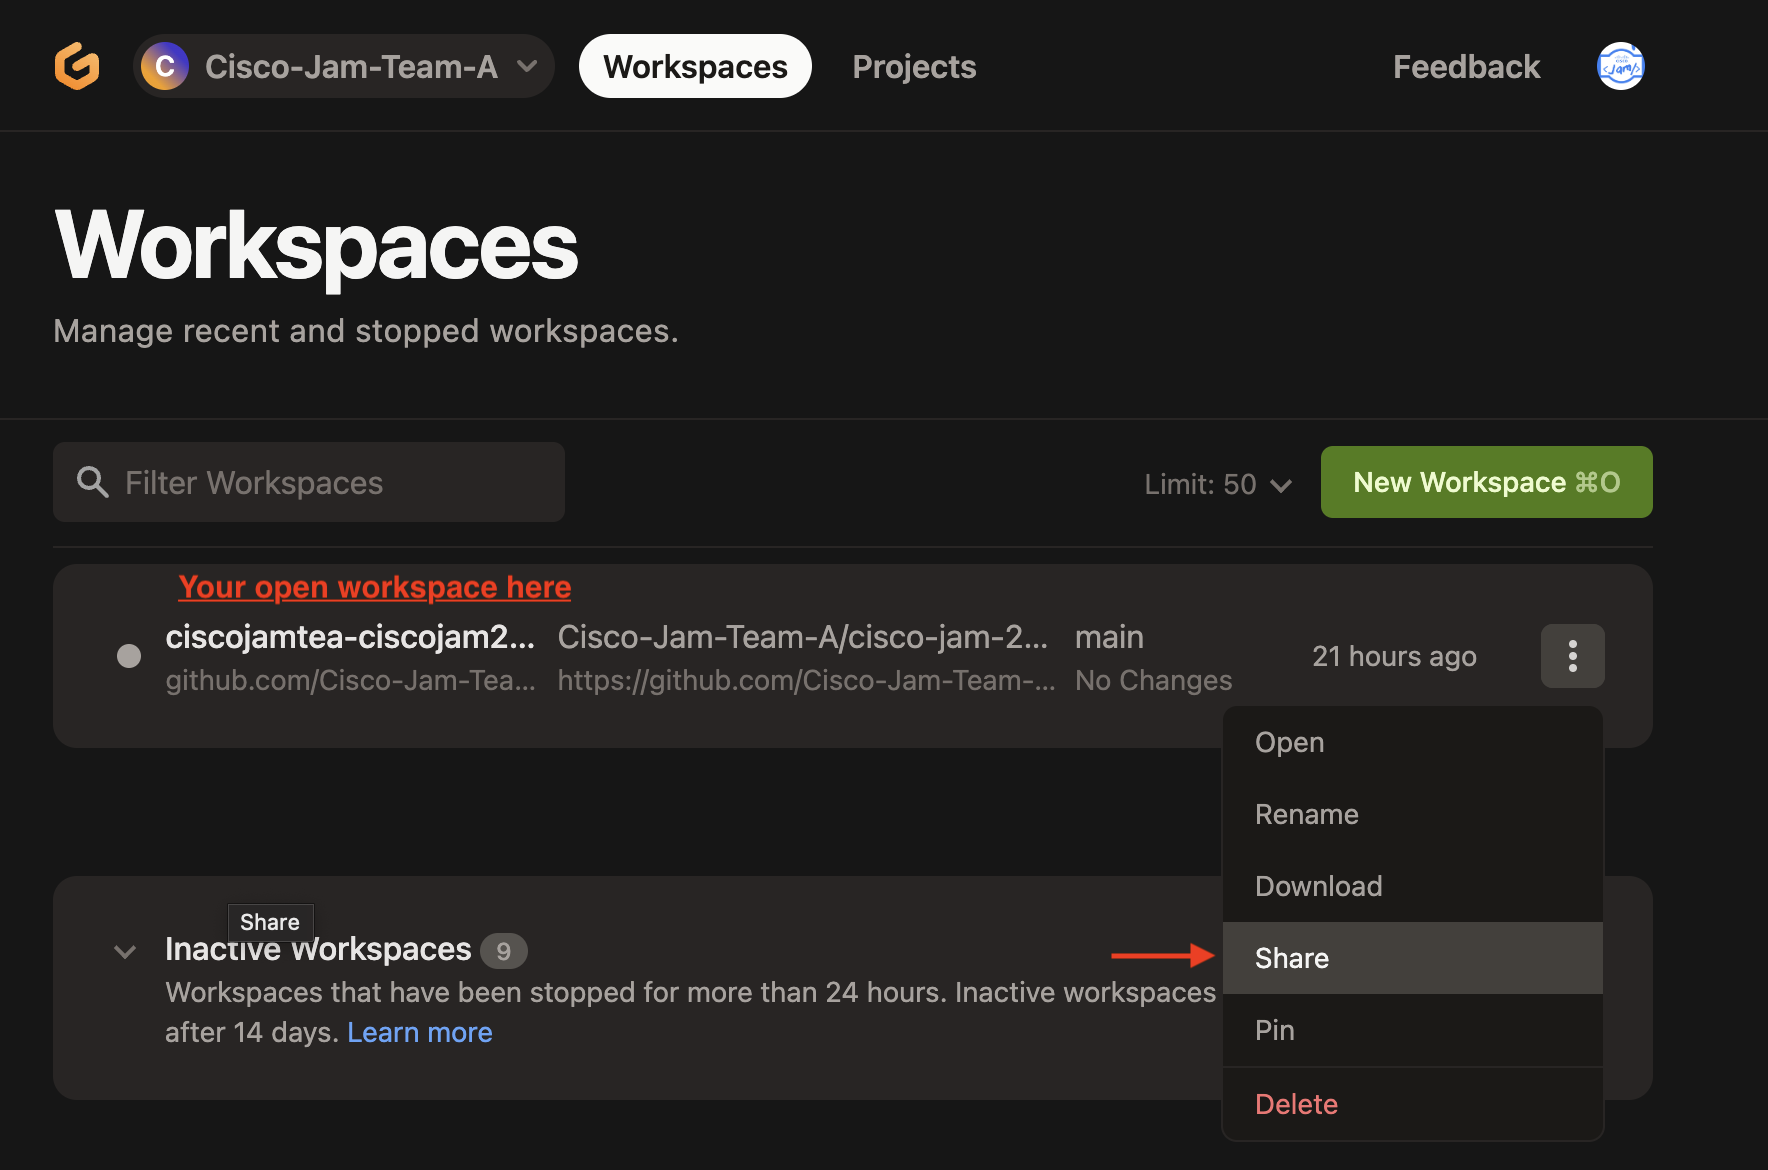 C Cisco-Jam-Team-A Workspaces Projects Feedback
Workspaces
Manage recent and stopped workspaces.
Filter Workspaces Limit: 50 New Workspace ⌘O
Your open workspace here
ciscojamtea-ciscojam2... Cisco-Jam-Team-A/cisco-jam-2... main
21 hours ago
github.com/Cisco-Jam-Tea... https://github.com/Cisco-Jam-Team-... No Changes
Open
Rename
Download
Share
Pin
Delete
Share
Inactive Workspaces 9
Workspaces that have been stopped for more than 24 hours. Inactive workspaces
after 14 days. Learn more